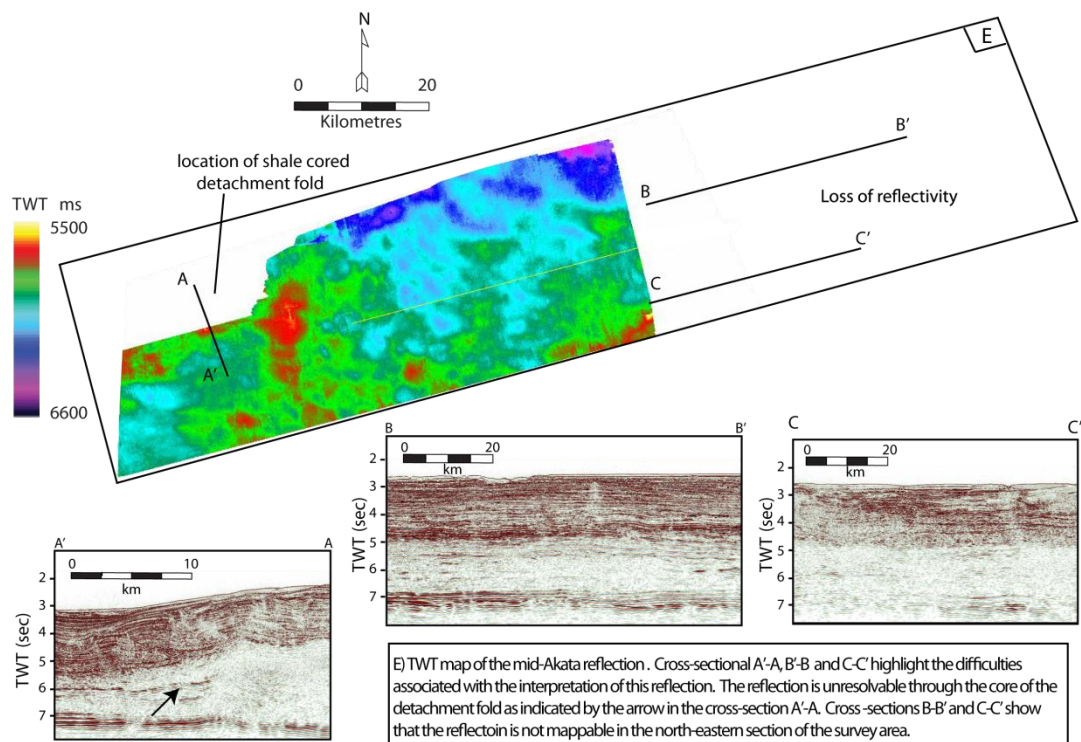 N
0 20
Kilometres
E
location of shale cored
detachment fold
B'
B
Loss of reflectivity
TWT ms
5500
6600
A
A'
C'
C
B B'
0 20
km
TWT (sec)
2
3
4
5
6
7
C C'
0 20
km
TWT (sec)
2
3
4
5
6
7
A' A
0 10
km
TWT (sec)
2
3
4
5
6
7
E) TWT map of the mid-Akata reflection . Cross-sectional A'-A, B'-B and C-C' highlight the difficulties
associated with the interpretation of this reflection. The reflection is unresolvable through the core of the
detachment fold as indicated by the arrow in the cross-section A'-A. Cross -sections B-B' and C-C' show
that the reflectoin is not mappable in the north-eastern section of the survey area.